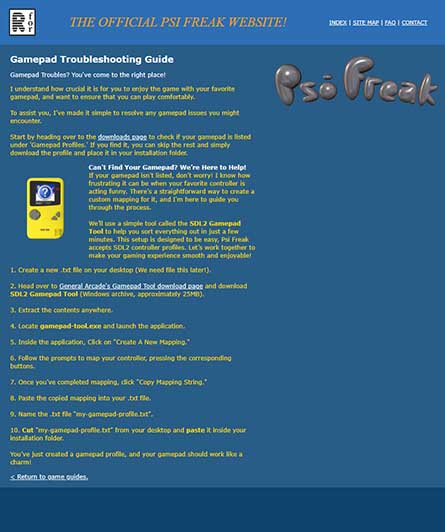 R for
THE OFFICIAL PSI FREAK WEBSITE!
INDEX | SITE MAP | FAQ | CONTACT
Gamepad Troubleshooting Guide
Psi Freak
Gamepad Troubles? You've come to the right place!
I understand how crucial it is for you to enjoy the game with your favorite
gamepad, and want to ensure that you can play comfortably.
To assist you, I've made it simple to resolve any gamepad issues you might
encounter.
Start by heading over to the downloads page to check if your gamepad is listed
under 'Gamepad Profiles.' If you find it, you can skip the rest and simply
download the profile and place it in your installation folder.
Can't Find Your Gamepad? We're Here to Help!
If your gamepad isn't listed, don't worry! I know how
frustrating it can be when your favorite controller is
acting funny. There's a straightforward way to create a
custom mapping for it, and I'm here to guide you
through the process.
We'll use a simple tool called the SDL2 Gamepad
Tool to help you sort everything out in just a few
minutes. This setup is designed to be easy, Psi Freak
accepts SDL2 controller profiles. Let's work together to
make your gaming experience smooth and enjoyable!
1. Create a new .txt file on your desktop (We need file this later!).
2. Head over to General Arcade's Gamepad Tool download page and download
SDL2 Gamepad Tool (Windows archive, approximately 25MB).
3. Extract the contents anywhere.
4. Locate gamepad-tool.exe and launch the application.
5. Inside the application, Click on "Create A New Mapping."
6. Follow the prompts to map your controller, pressing the corresponding
buttons.
7. Once you've completed mapping, click "Copy Mapping String."
8. Paste the copied mapping into your .txt file.
9. Name the .txt file "my-gamepad-profile.txt".
10. Cut "my-gamepad-profile.txt" from your desktop and paste it inside your
installation folder.
You've just created a gamepad profile, and your gamepad should work like a
charm!
< Return to game guides.